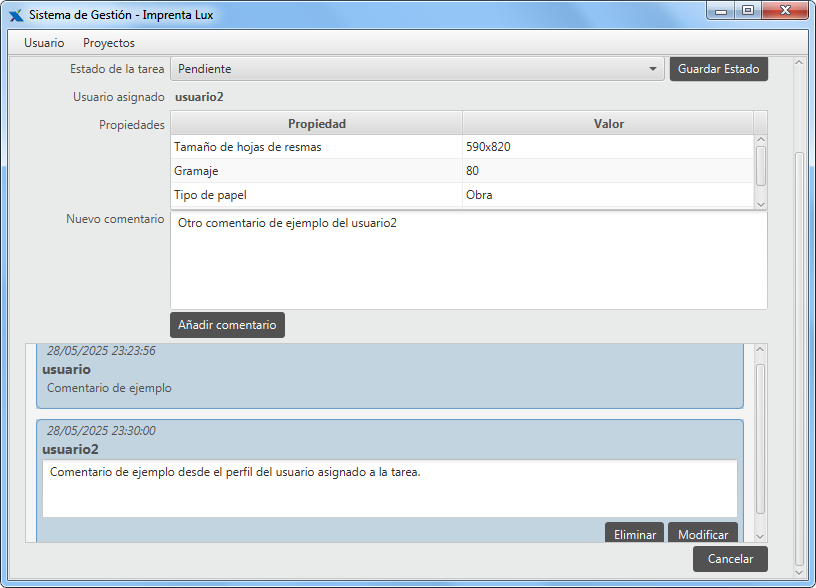 Sistema de Gestión - Imprenta Lux
Usuario Proyectos
Estado de la tarea Pendiente Guardar Estado
Usuario asignado usuario2
Propiedades Propiedad Valor
Tamaño de hojas de resmas 590x820
Gramaje 80
Tipo de papel Obra
Nuevo comentario Otro comentario de ejemplo del usuario2
Añadir comentario
28/05/2025 23:23:56
usuario
Comentario de ejemplo
28/05/2025 23:30:00
usuario2
Comentario de ejemplo desde el perfil del usuario asignado a la tarea.
Eliminar Modificar
Cancelar